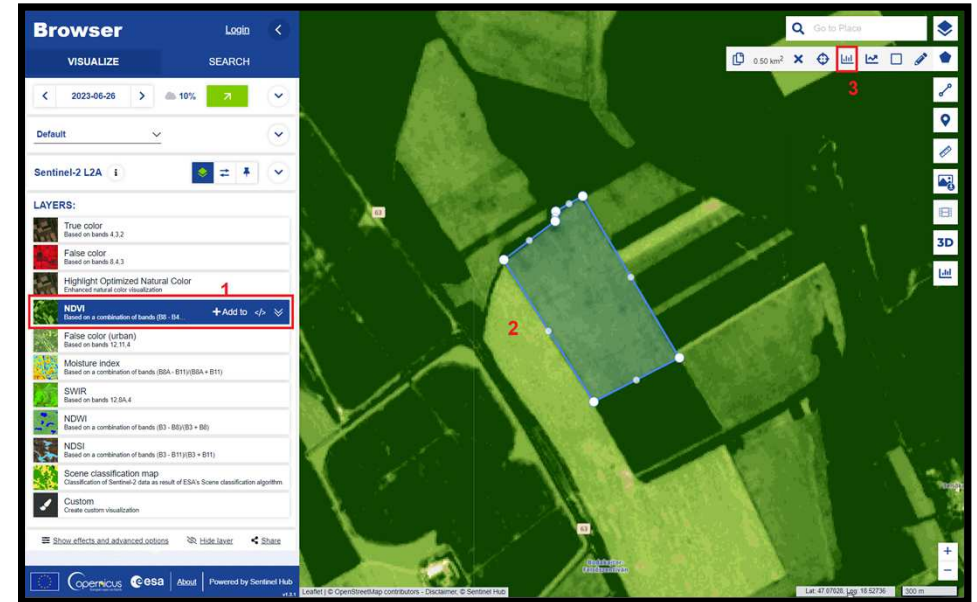 Browser
Login
VISUALIZE
SEARCH
2023-06-26
10%
Default
Sentinel-2 L2A
i
LAYERS:
True color
Based on bands 4,3,2
False color
Based on bands 8,4,3
Highlight Optimized Natural Color
Enhanced natural color visualization
1
NDVI
Based on a combination of bands (B8 - B4...
+ Add to </>
False color (urban)
Based on bands 12,11,4
Moisture index
Based on a combination of bands (B8A - B11)/(B8A + B11)
SWIR
Based on bands 12,8A,4
NDWI
Based on a combination of bands (B3 - B8)/(B3 + B8)
NDSI
Based on a combination of bands (B3 - B11)/(B3 + B11)
Scene classification map
Classification of Sentinel-2 data as result of ESA's Scene classification algorithm.
Custom
Create custom visualization
Show effects and advanced options
Hide layer
Share
opernicus
esa
About
Powered by Sentinel Hub
v1.3.1
Go to Place
0.50 km²
3
3D
63
2
63
+
−
Leaflet | © OpenStreetMap contributors - Disclaimer, © Sentinel Hub
Lat: 47.07020, Lng: 18.52736
300 m